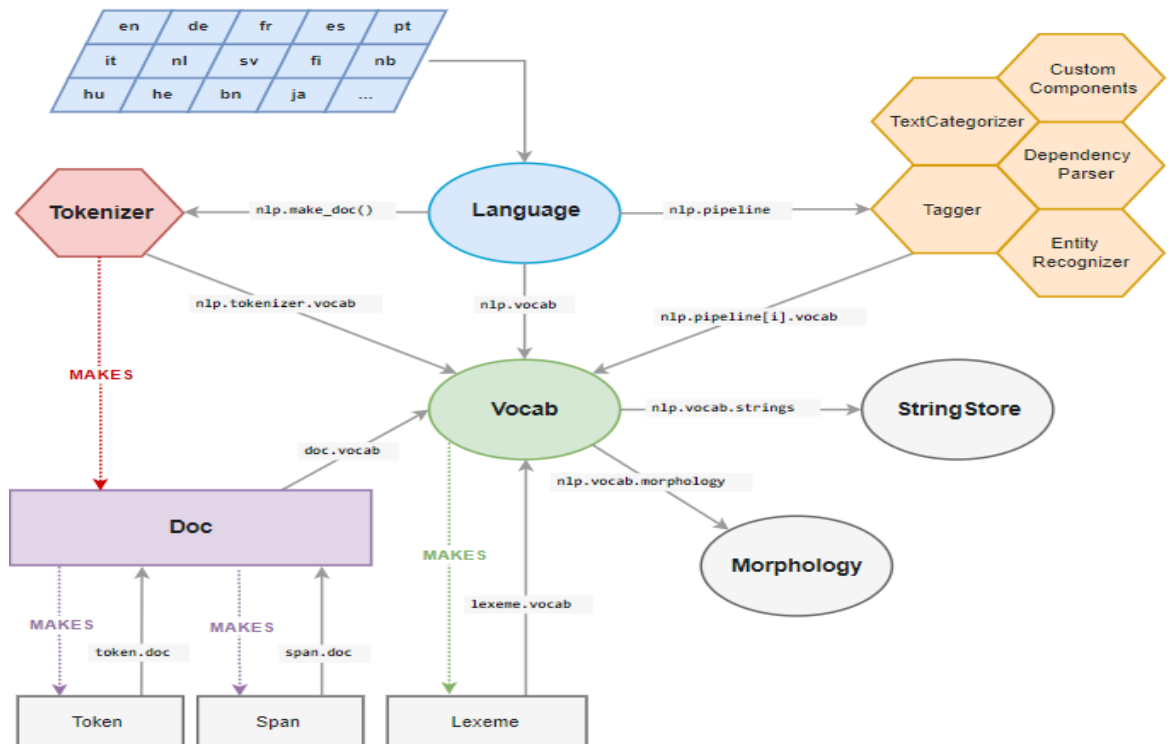 en de fr es pt
it nl sv fi nb
hu he bn ja ...
Custom
Components
TextCategorizer
Dependency
Parser
Tagger
Entity
Recognizer
Tokenizer
nlp.make_doc()
Language
nlp.pipeline
nlp.tokenizer.vocab
nlp.vocab
nlp.pipeline[i].vocab
MAKES
Vocab
nlp.vocab.strings
StringStore
doc.vocab
nlp.vocab.morphology
Doc
MAKES
Morphology
lexeme.vocab
MAKES
MAKES
token.doc
span.doc
Token
Span
Lexeme